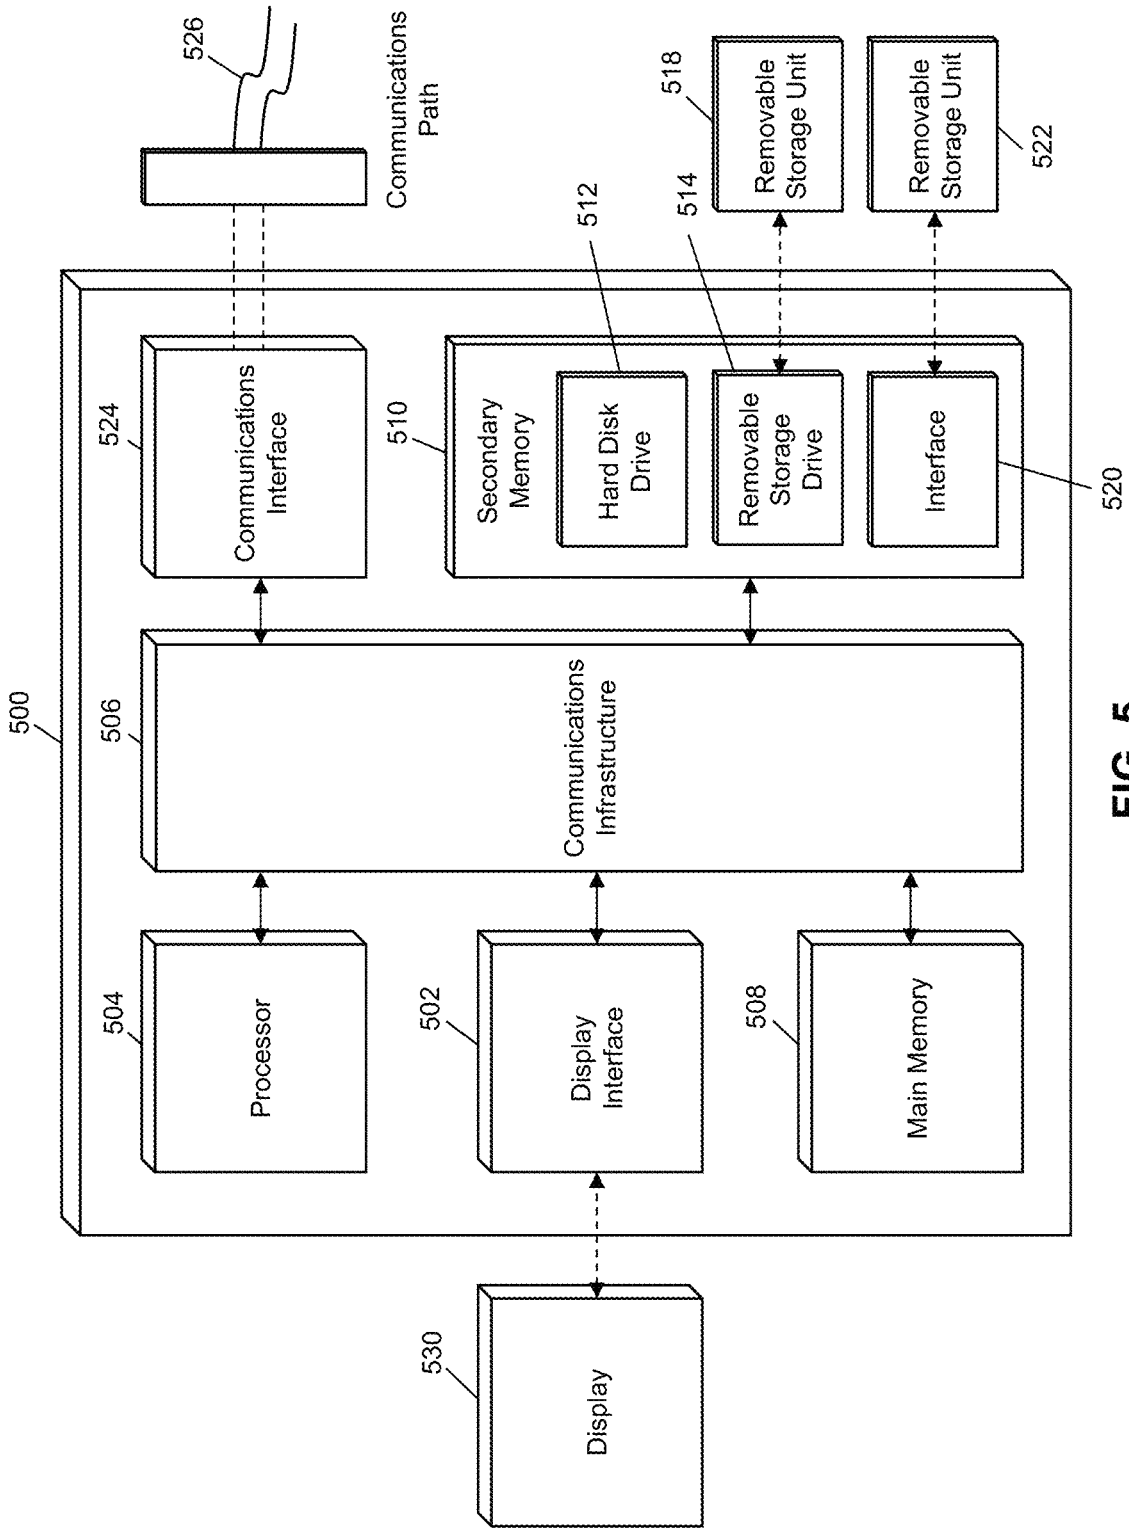 500
504
Processor
506
Communications
Infrastructure
524
Communications
Interface
526
Communications
Path
530
Display
502
Display
Interface
508
Main Memory
510
Secondary
Memory
512
Hard Disk
Drive
514
Removable
Storage
Drive
518
Removable
Storage Unit
520
Interface
522
Removable
Storage Unit
FIG. 5